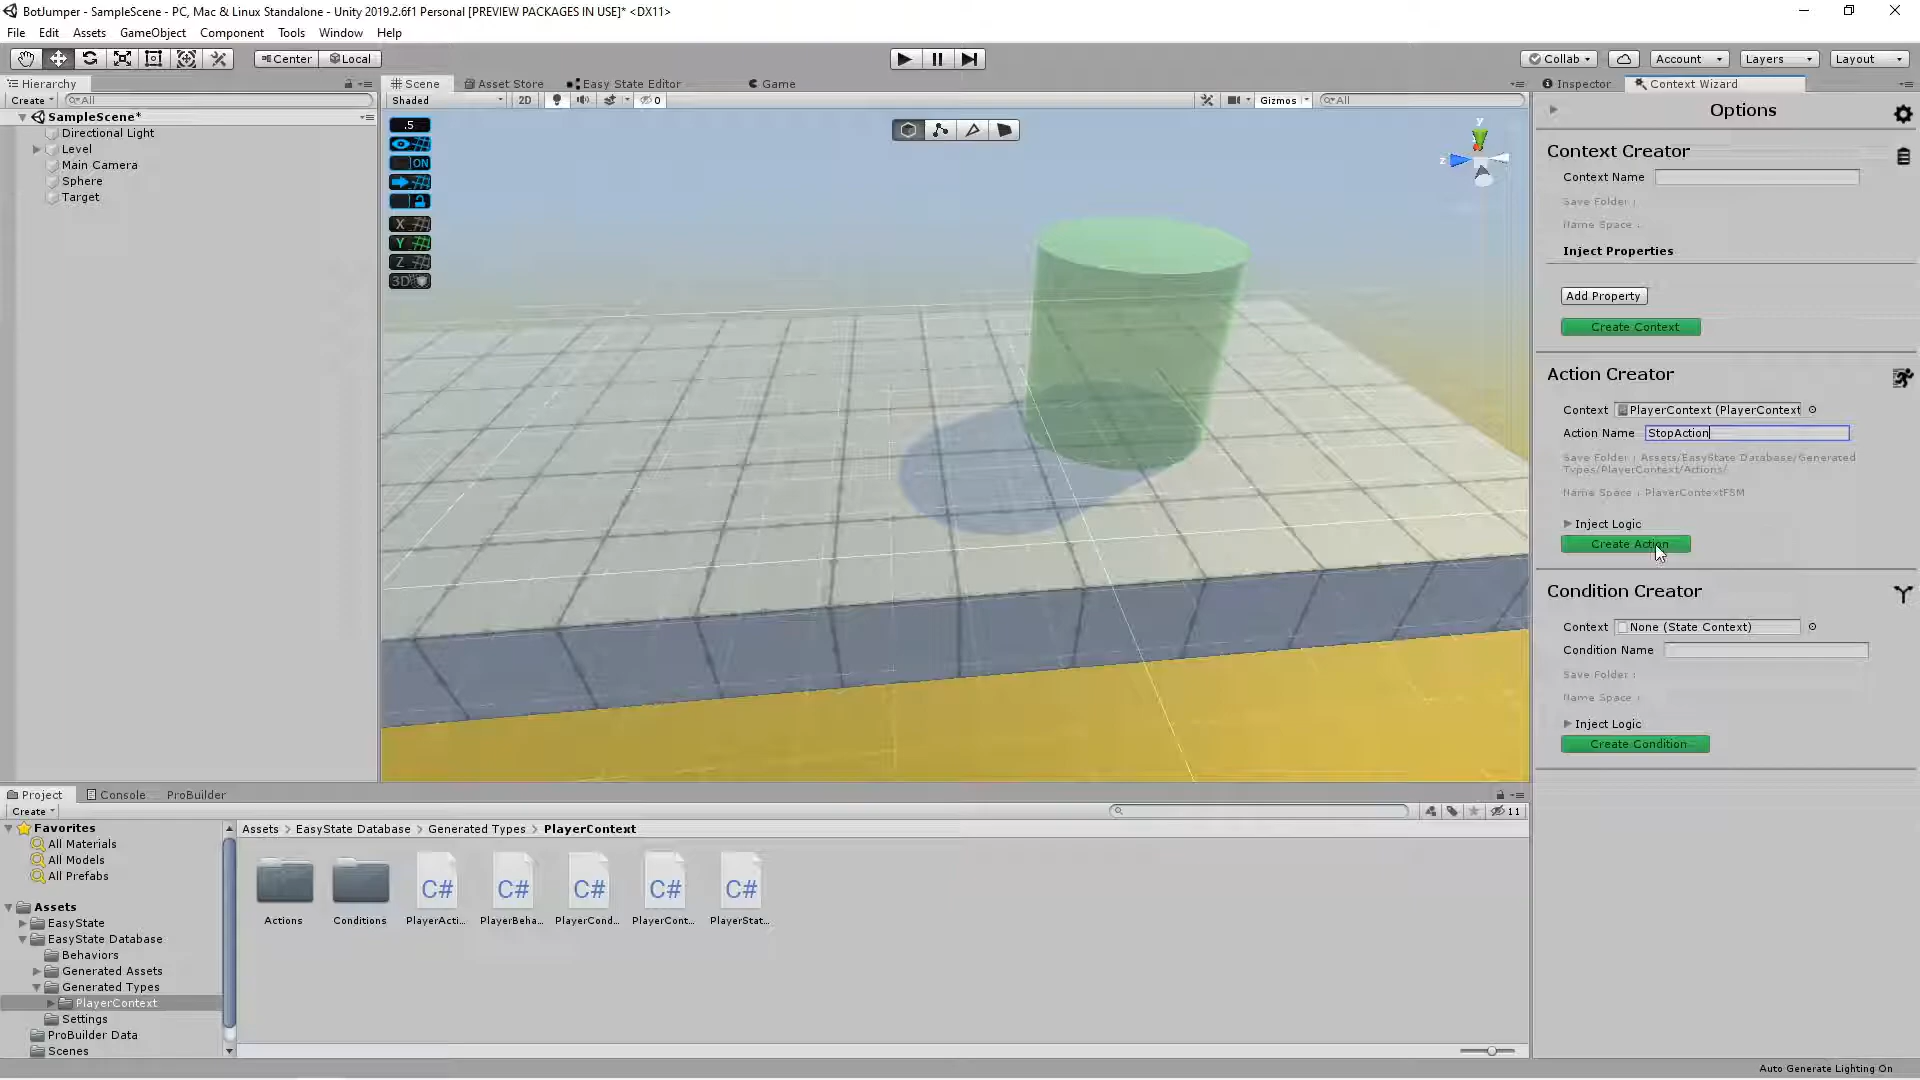 BotJumper - SampleScene - PC, Mac & Linux Standalone - Unity 2019.2.6f1 Personal [PREVIEW PACKAGES IN USE]* <DX11>
File Edit Assets GameObject Component Tools Window Help
Center Local Collab Account Layers Layout
Hierarchy
Create All
SampleScene*
Directional Light
Level
Main Camera
Sphere
Target
Scene Asset Store Easy State Editor Game
Shaded 2D 0 Gizmos All
.5
ON
X
Y
Z
3D
y
z
Inspector Context Wizard
Options
Context Creator
Context Name
Save Folder :
Name Space :
Inject Properties
Add Property
Create Context
Action Creator
Context PlayerContext (PlayerContext
Action Name StopAction
Save Folder : Assets/EasyState Database/Generated
Types/PlayerContext/Actions/
Name Space : PlayerContextFSM
Inject Logic
Create Action
Condition Creator
Context None (State Context)
Condition Name
Save Folder :
Name Space :
Inject Logic
Create Condition
Project Console ProBuilder
Create 11
Favorites
All Materials
All Models
All Prefabs
Assets
EasyState
EasyState Database
Behaviors
Generated Assets
Generated Types
PlayerContext
Settings
ProBuilder Data
Scenes
Assets > EasyState Database > Generated Types > PlayerContext
C# C# C# C# C#
Actions Conditions PlayerActi... PlayerBeha... PlayerCond... PlayerCont... PlayerStat...
Auto Generate Lighting On